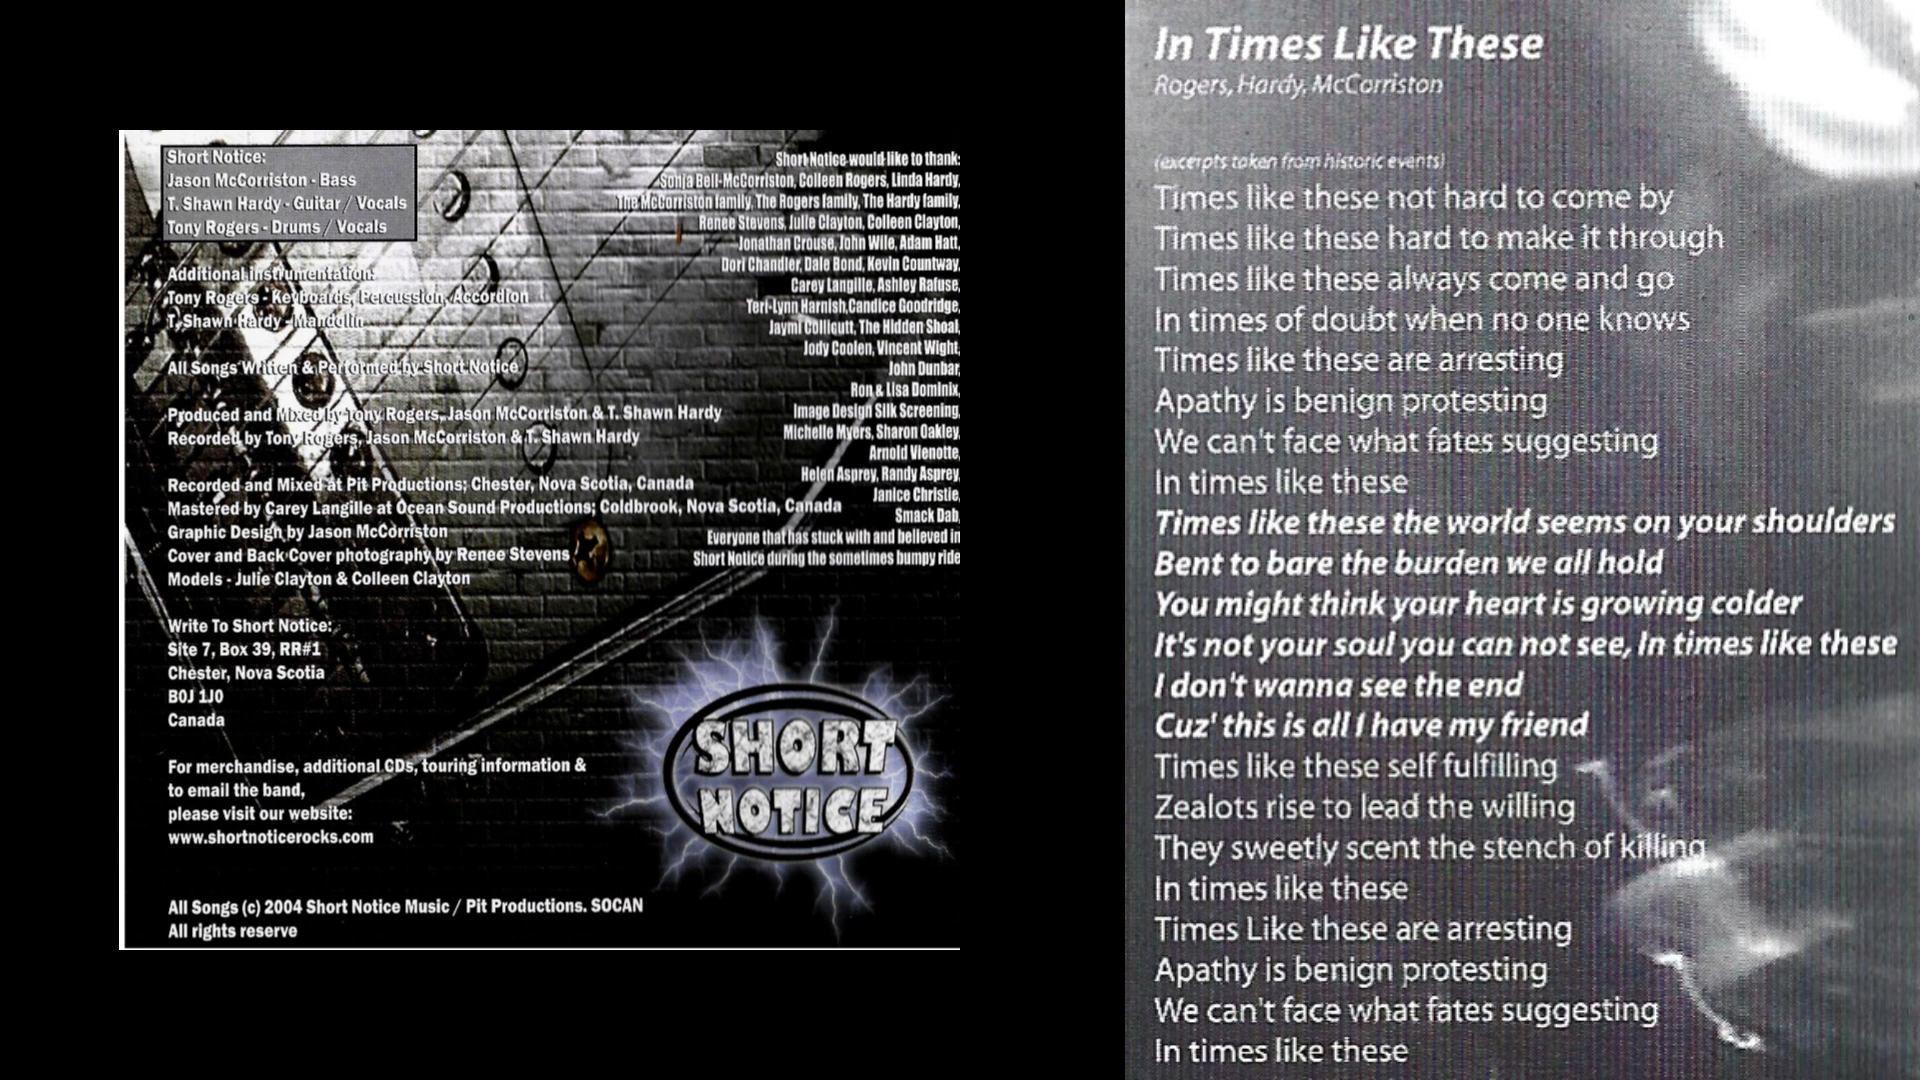 Short Notice:
Jason McCorriston - Bass
T. Shawn Hardy - Guitar / Vocals
Tony Rogers - Drums / Vocals
Additional instrumentation:
Tony Rogers - Keyboards, Percussion, Accordion
T. Shawn Hardy - Mandolin
All Songs Written & Performed by Short Notice
Produced and Mixed by Tony Rogers, Jason McCorriston & T. Shawn Hardy
Recorded by Tony Rogers, Jason McCorriston & T. Shawn Hardy
Recorded and Mixed at Pit Productions; Chester, Nova Scotia, Canada
Mastered by Carey Langille at Ocean Sound Productions; Coldbrook, Nova Scotia, Canada
Graphic Design by Jason McCorriston
Cover and Back Cover photography by Renee Stevens
Models - Julie Clayton & Colleen Clayton
Write To Short Notice:
Site 7, Box 39, RR#1
Chester, Nova Scotia
B0J 1J0
Canada
For merchandise, additional CDs, touring information &
to email the band,
please visit our website:
www.shortnoticerocks.com
All Songs (c) 2004 Short Notice Music / Pit Productions. SOCAN
All rights reserve
Short Notice would like to thank:
Sonja Bell-McCorriston, Colleen Rogers, Linda Hardy,
The McCorriston family, The Rogers family, The Hardy family,
Renee Stevens, Julie Clayton, Colleen Clayton,
Jonathan Crouse, John Wile, Adam Hatt,
Dori Chandler, Dale Bond, Kevin Countway,
Carey Langille, Ashley Rafuse,
Teri-Lynn Harnish,Candice Goodridge,
Jaymi Collicutt, The Hidden Shoal,
Jody Coolen, Vincent Wight,
John Dunbar,
Ron & Lisa Dominix,
Image Design Silk Screening,
Michelle Myers, Sharon Oakley,
Arnold Vienotte,
Helen Asprey, Randy Asprey,
Janice Christie,
Smack Dab,
Everyone that has stuck with and believed in
Short Notice during the sometimes bumpy ride
SHORT
NOTICE
In Times Like These
Rogers, Hardy, McCorriston
(excerpts taken from historic events)
Times like these not hard to come by
Times like these hard to make it through
Times like these always come and go
In times of doubt when no one knows
Times like these are arresting
Apathy is benign protesting
We can't face what fates suggesting
In times like these
Times like these the world seems on your shoulders
Bent to bare the burden we all hold
You might think your heart is growing colder
It's not your soul you can not see, In times like these
I don't wanna see the end
Cuz' this is all I have my friend
Times like these self fulfilling
Zealots rise to lead the willing
They sweetly scent the stench of killing
In times like these
Times Like these are arresting
Apathy is benign protesting
We can't face what fates suggesting
In times like these